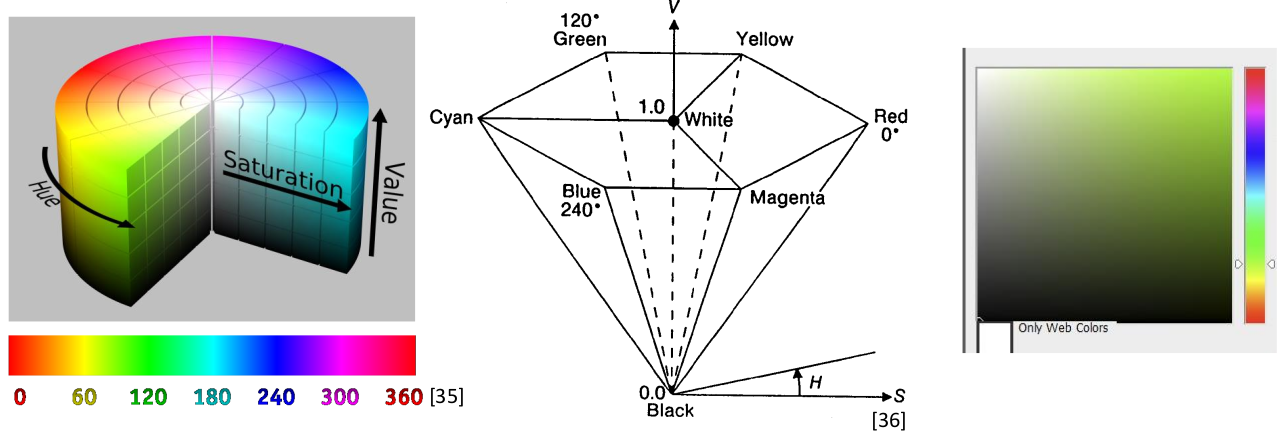 Hue
Saturation
Value
0 60 120 180 240 300 360 [35]
V
120°
Green
Yellow
Cyan
1.0
White
Red
0°
Blue
240°
Magenta
0.0
Black
H
S
[36]
Only Web Colors